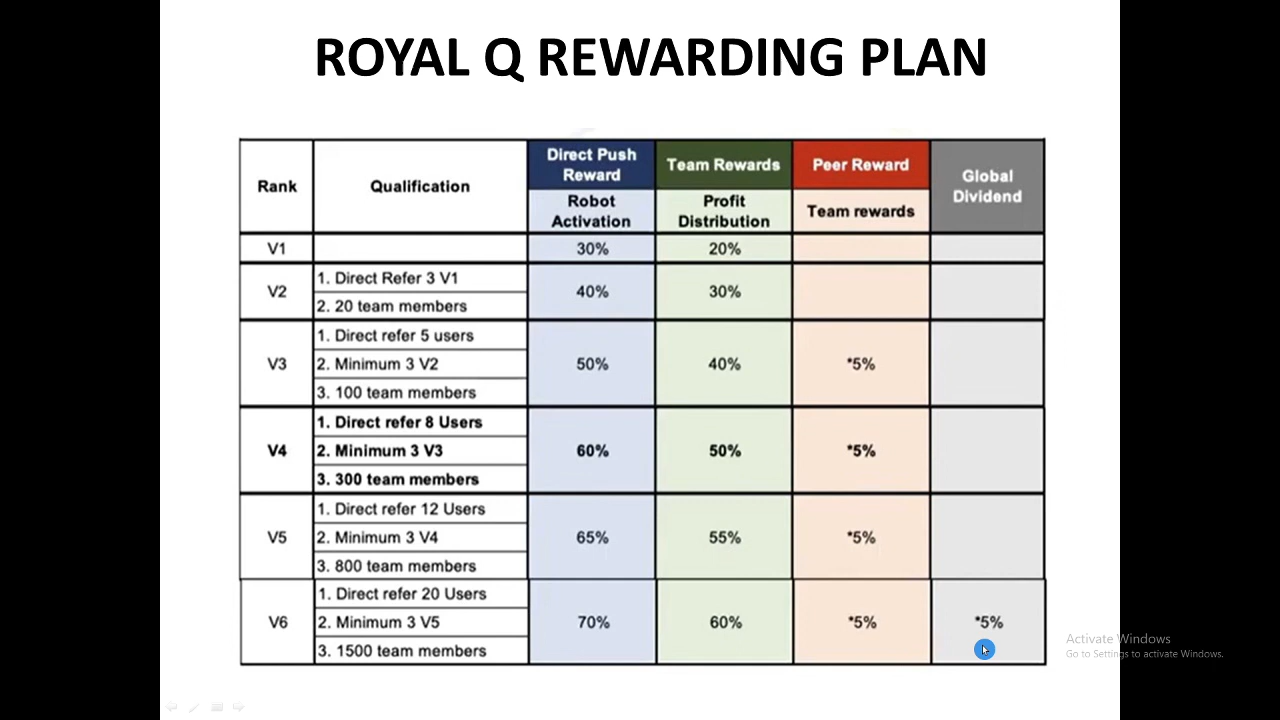 ROYAL Q REWARDING PLAN
Rank
Qualification
Direct Push
Reward
Team Rewards
Peer Reward
Global
Dividend
Robot
Activation
Profit
Distribution
Team rewards
V1
30%
20%
V2
1. Direct Refer 3 V1
2. 20 team members
40%
30%
V3
1. Direct refer 5 users
2. Minimum 3 V2
3. 100 team members
50%
40%
*5%
V4
1. Direct refer 8 Users
2. Minimum 3 V3
3. 300 team members
60%
50%
*5%
V5
1. Direct refer 12 Users
2. Minimum 3 V4
3. 800 team members
65%
55%
*5%
V6
1. Direct refer 20 Users
2. Minimum 3 V5
3. 1500 team members
70%
60%
*5%
*5%
Activate Windows
Go to Settings to activate Windows.